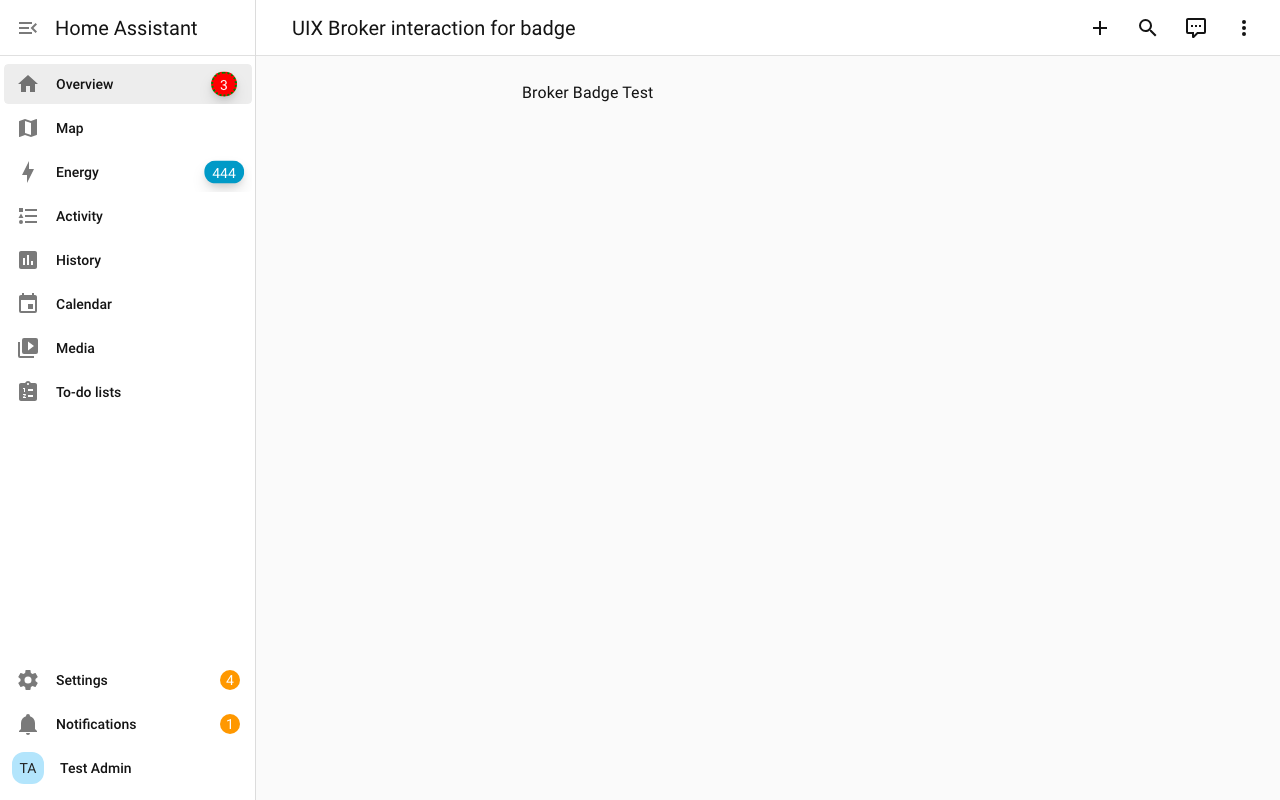 Home Assistant
UIX Broker interaction for badge
Overview
3
Broker Badge Test
Map
Energy
444
Activity
History
Calendar
Media
To-do lists
Settings
4
Notifications
1
TA
Test Admin